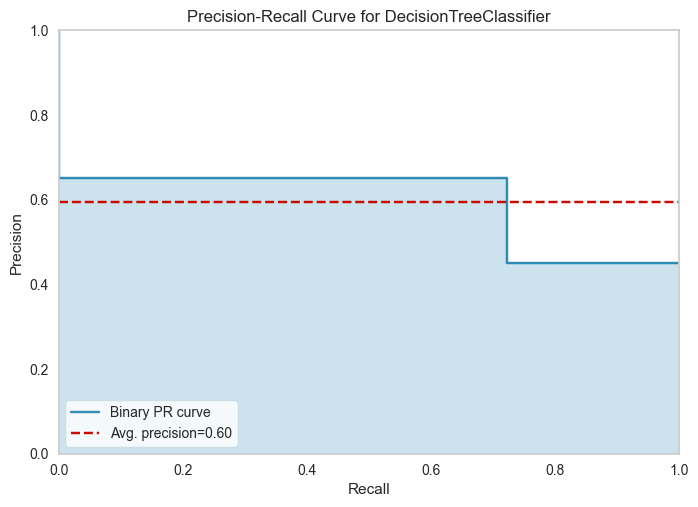 Precision-Recall Curve for DecisionTreeClassifier
1.0
0.8
0.6
0.4
0.2
0.0
Precision
Binary PR curve
Avg. precision=0.60
0.0 0.2 0.4 0.6 0.8 1.0
Recall